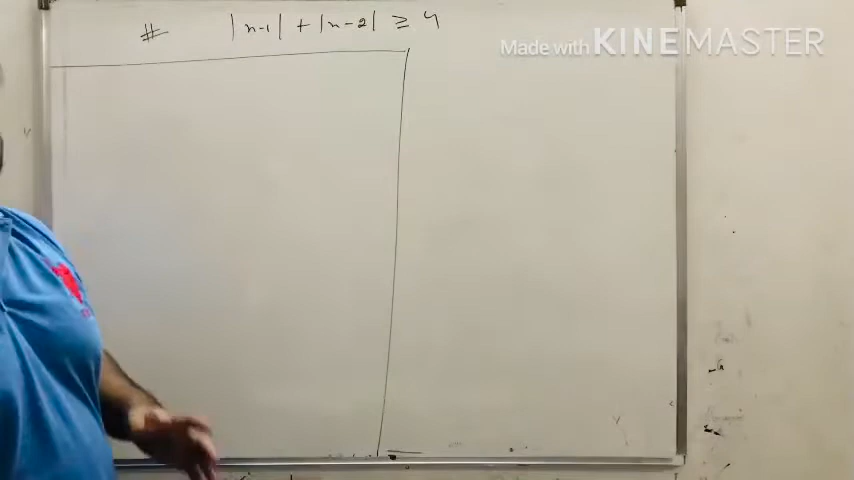 # |x-1| + |x-2| ≥ 4
Made with KINEMASTER